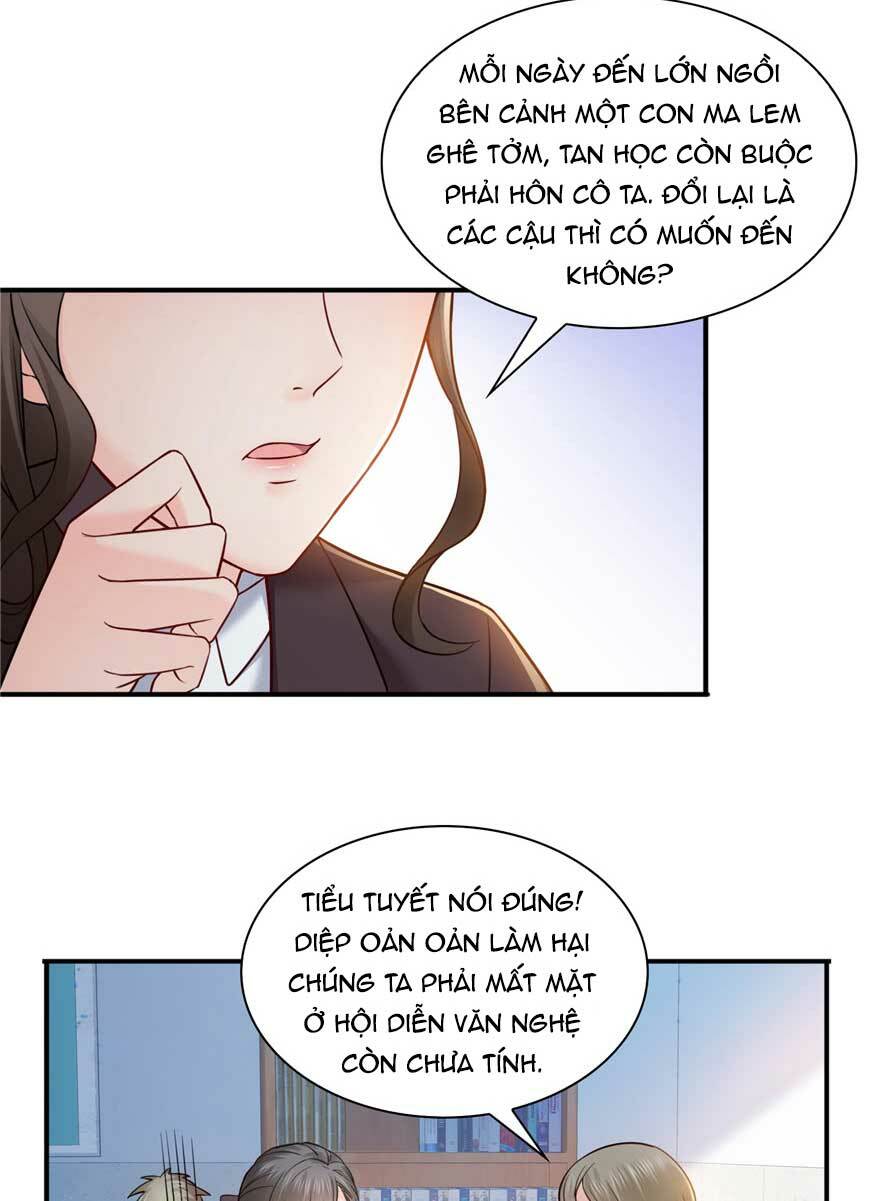 MỖI NGÀY ĐẾN LỚN NGỒI
BÊN CẢNH MỘT CON MA LEM
GHÊ TỞM, TAN HỌC CÒN BUỘC
PHẢI HÔN CÔ TA. ĐỔI LẠI LÀ
CÁC CẬU THÌ CÓ MUỐN ĐẾN
KHÔNG?
TIỂU TUYẾT NÓI ĐÚNG!
DIỆP OẢN OẢN LÀM HẠI
CHÚNG TA PHẢI MẤT MẶT
Ở HỘI DIỄN VĂN NGHỆ
CÒN CHƯA TÍNH.